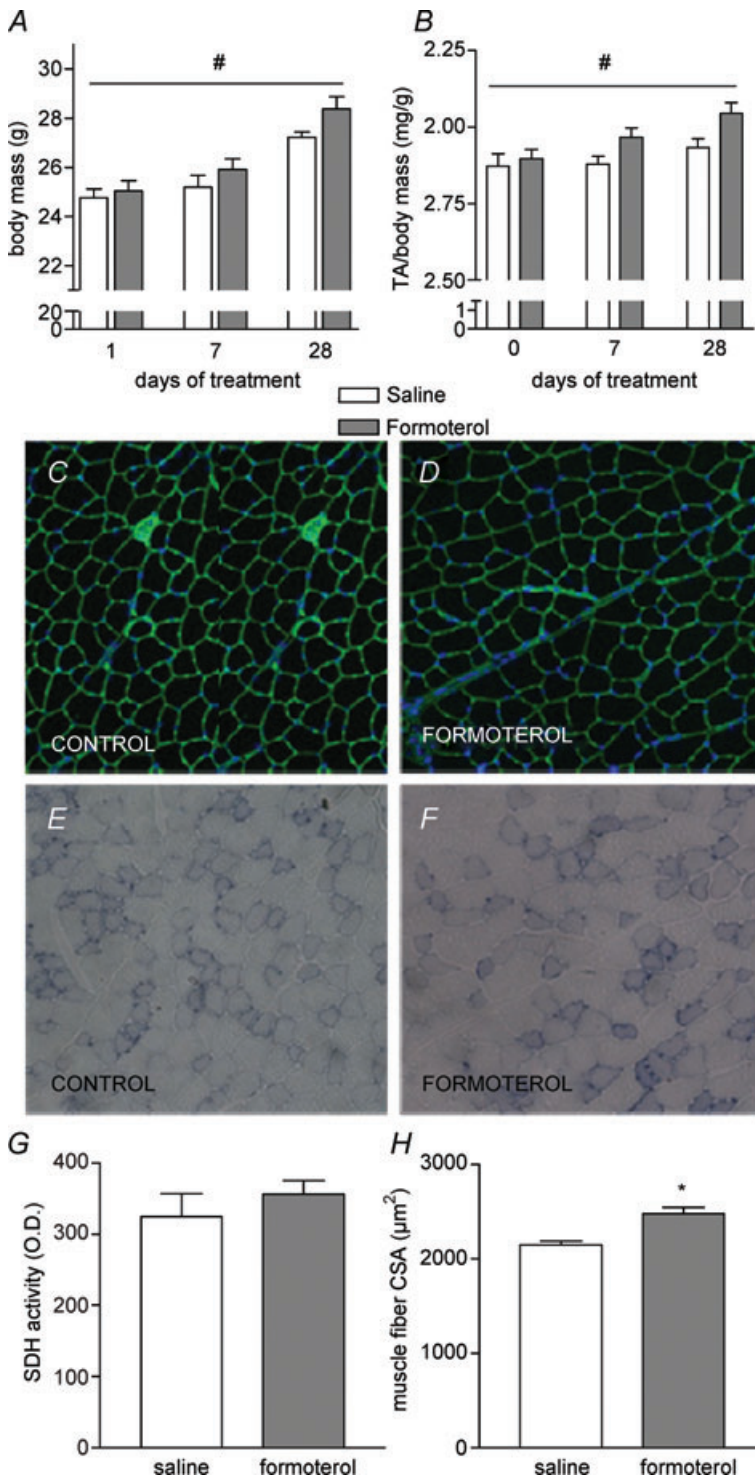 A
#
body mass (g)
30
28
26
24
22
20
0
1 7 28
days of treatment
B
#
TA/body mass (mg/g)
2.25
2.00
2.75
2.50
1
0
0 7 28
days of treatment
Saline
Formoterol
C
CONTROL
D
FORMOTEROL
E
CONTROL
F
FORMOTEROL
G
SDH activity (O.D.)
400
300
200
100
0
saline formoterol
H
muscle fiber CSA (µm²)
3000
2000
1000
0
*
saline formoterol